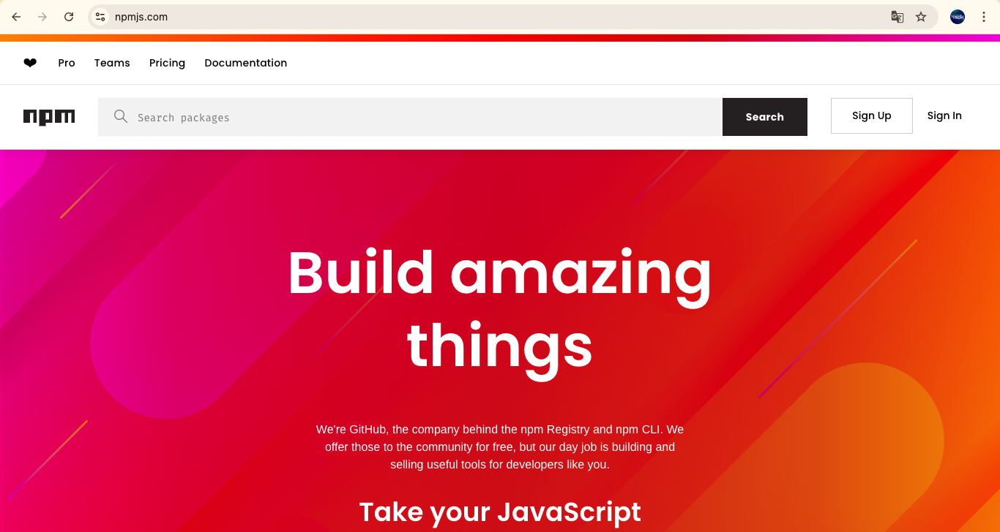 npmjs.com
Pro Teams Pricing Documentation
npm
Search packages
Search
Sign Up
Sign In
Build amazing
things
We're GitHub, the company behind the npm Registry and npm CLI. We
offer those to the community for free, but our day job is building and
selling useful tools for developers like you.
Take your JavaScript